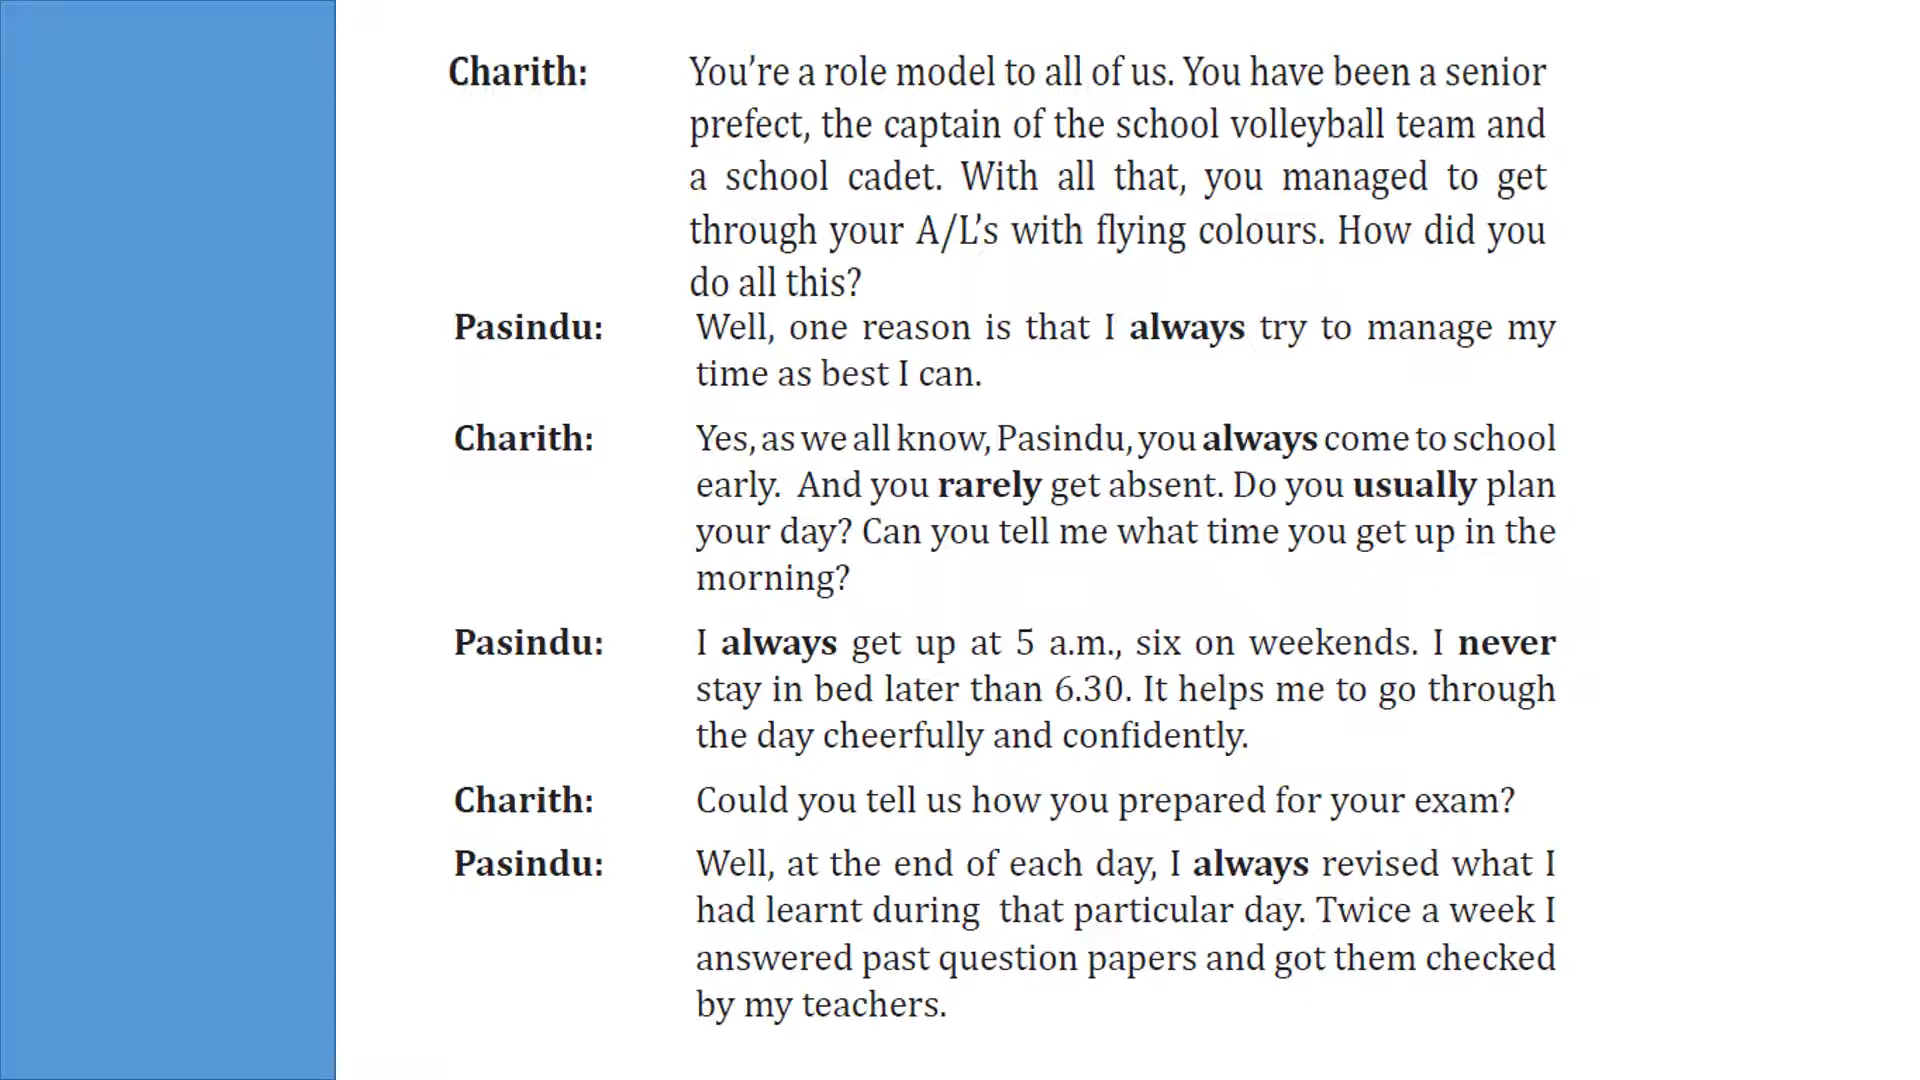 Charith: You're a role model to all of us. You have been a senior
prefect, the captain of the school volleyball team and
a school cadet. With all that, you managed to get
through your A/L's with flying colours. How did you
do all this?
Pasindu: Well, one reason is that I always try to manage my
time as best I can.
Charith: Yes, as we all know, Pasindu, you always come to school
early. And you rarely get absent. Do you usually plan
your day? Can you tell me what time you get up in the
morning?
Pasindu: I always get up at 5 a.m., six on weekends. I never
stay in bed later than 6.30. It helps me to go through
the day cheerfully and confidently.
Charith: Could you tell us how you prepared for your exam?
Pasindu: Well, at the end of each day, I always revised what I
had learnt during that particular day. Twice a week I
answered past question papers and got them checked
by my teachers.